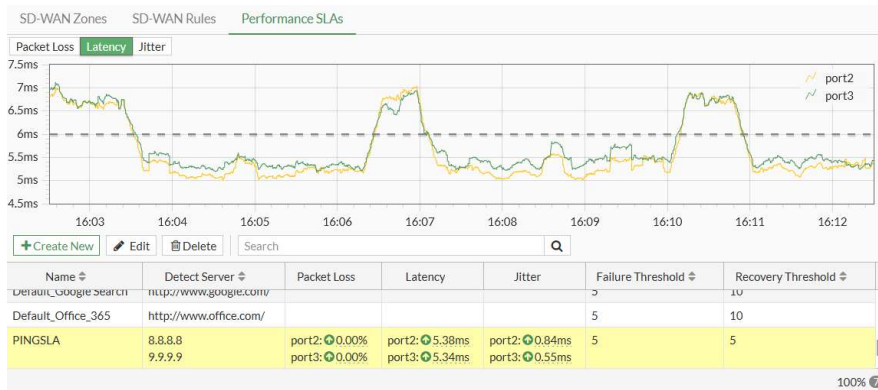 SD-WAN Zones SD-WAN Rules Performance SLAs
Packet Loss Latency Jitter
7.5ms
7ms
6.5ms
6ms
5.5ms
5ms
4.5ms
port2
port3
16:03 16:04 16:05 16:06 16:07 16:08 16:09 16:10 16:11 16:12
+ Create New Edit Delete Search
Name Detect Server Packet Loss Latency Jitter Failure Threshold Recovery Threshold
Default_Google Search http://www.google.com/ 5 10
Default_Office_365 http://www.office.com/ 5 10
PINGSLA 8.8.8.8 port2: 0.00% port2: 5.38ms port2: 0.84ms 5 5
9.9.9.9 port3: 0.00% port3: 5.34ms port3: 0.55ms
100%